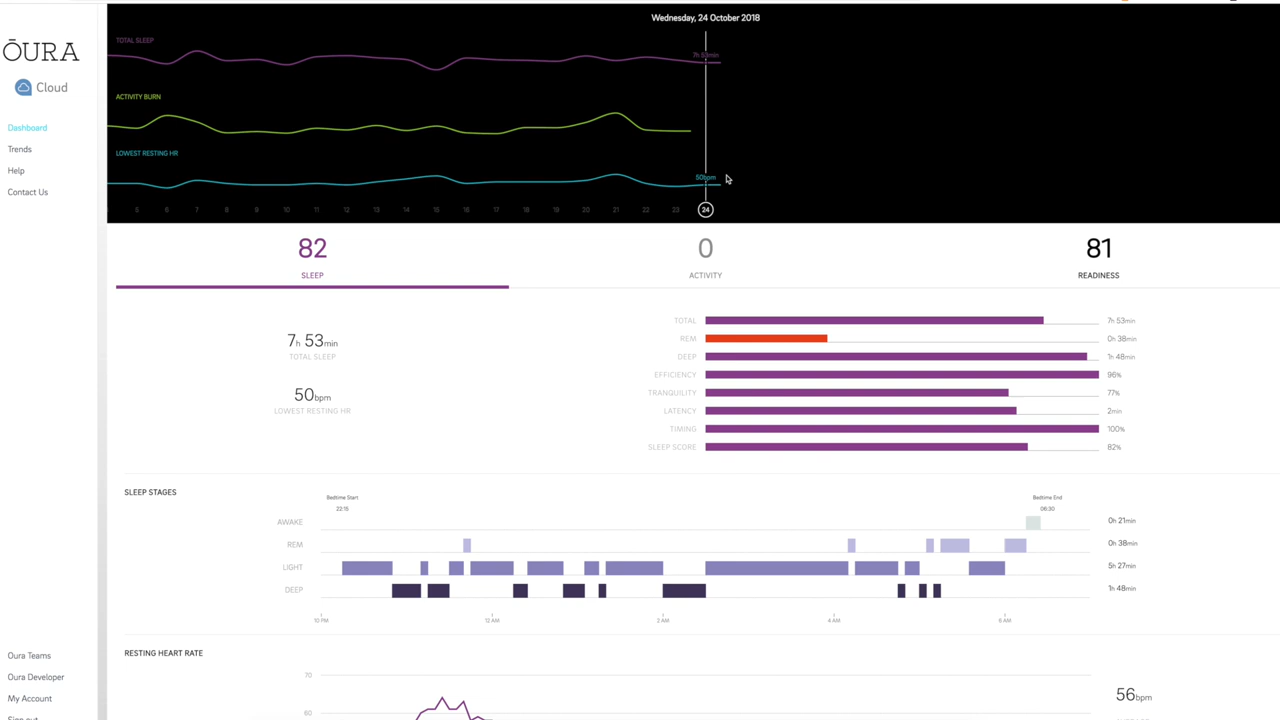 Wednesday, 24 October 2018
ŌURA
Cloud
Dashboard
Trends
Help
Contact Us
TOTAL SLEEP
7h 53min
ACTIVITY BURN
LOWEST RESTING HR
50bpm
5 6 7 8 9 10 11 12 13 14 15 16 17 18 19 20 21 22 23 24
82 0 81
SLEEP ACTIVITY READINESS
7h 53min
TOTAL SLEEP
50bpm
LOWEST RESTING HR
TOTAL 7h 53min
REM 0h 38min
DEEP 1h 48min
EFFICIENCY 96%
TRANQUILITY 77%
LATENCY 2min
TIMING 100%
SLEEP SCORE 82%
SLEEP STAGES
Bedtime Start Bedtime End
22:15 06:30
AWAKE 0h 21min
REM 0h 38min
LIGHT 5h 27min
DEEP 1h 48min
10 PM 12 AM 2 AM 4 AM 6 AM
RESTING HEART RATE
70
60
56bpm
Oura Teams
Oura Developer
My Account
Sign out